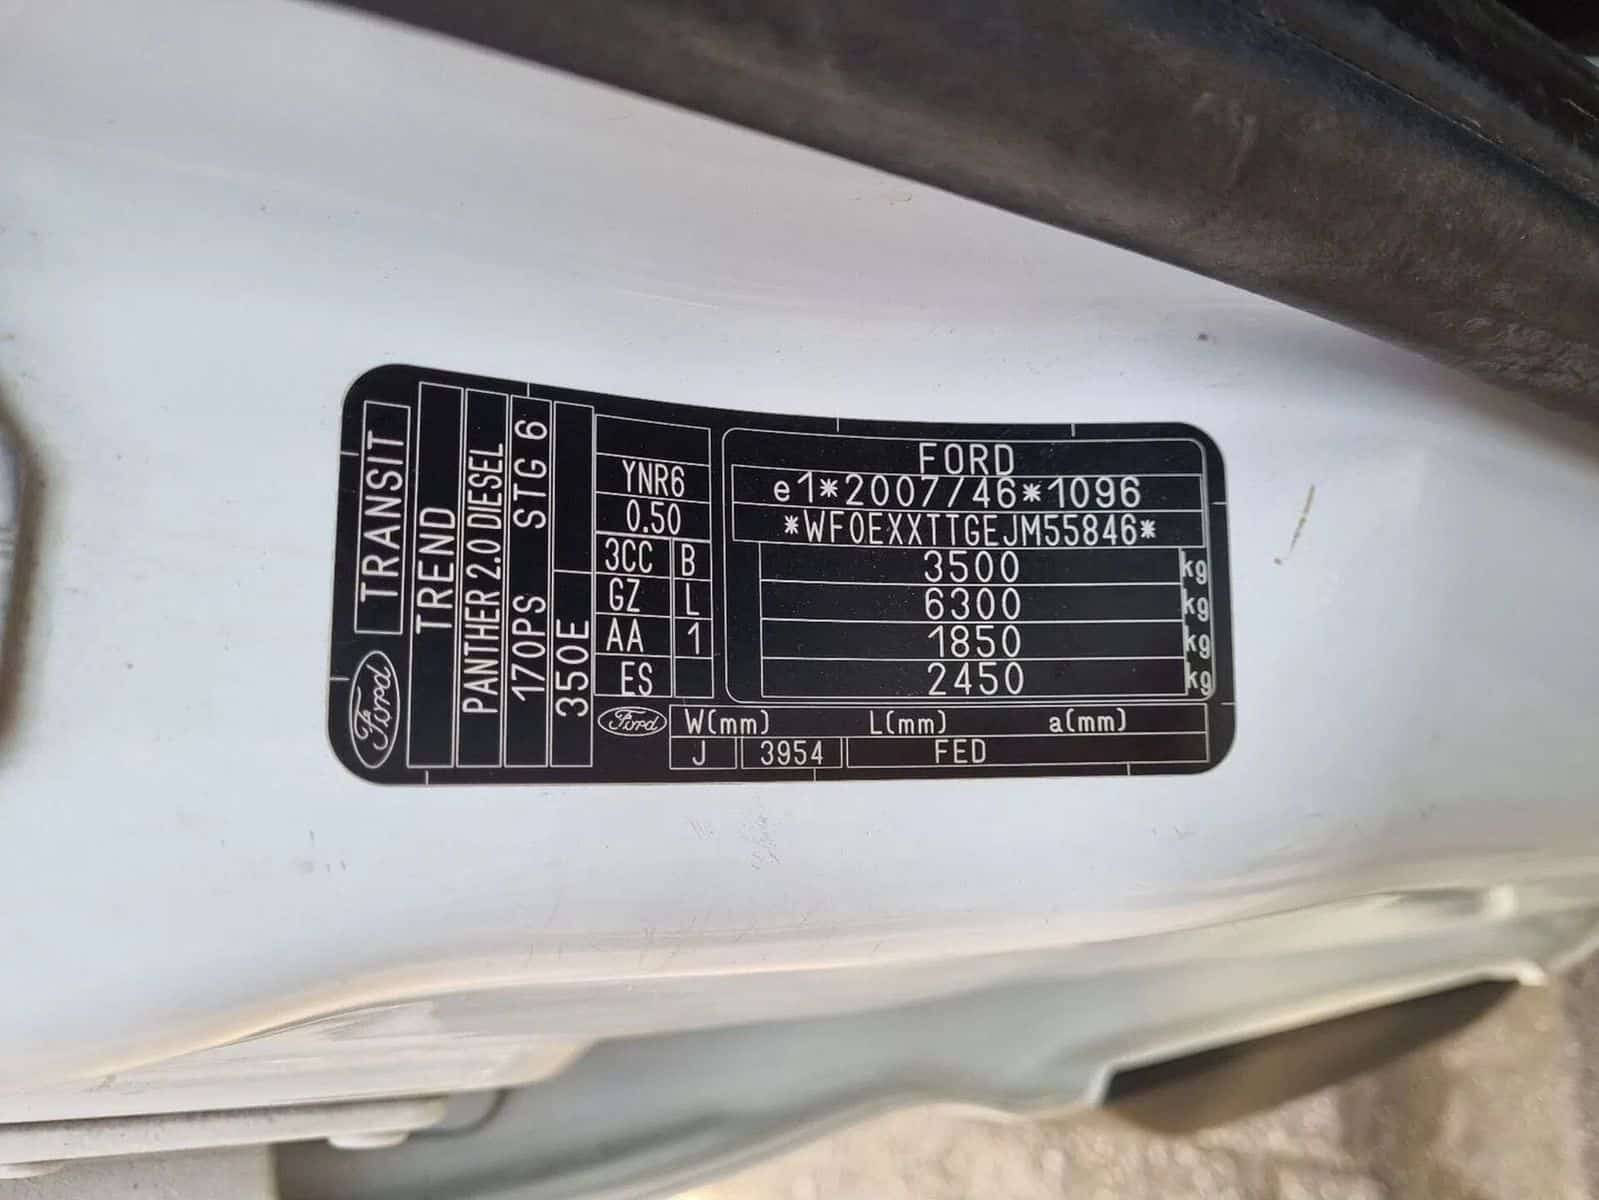 Ford TRANSIT
TREND
PANTHER 2.0 DIESEL
170PS STG 6
350E
YNR6
0.50
3CC B
GZ L
AA 1
ES
FORD
e1*2007/46*1096
*WF0EXXTTGEJM55846*
3500 kg
6300 kg
1850 kg
2450 kg
Ford W(mm) L(mm) a(mm)
J 3954 FED